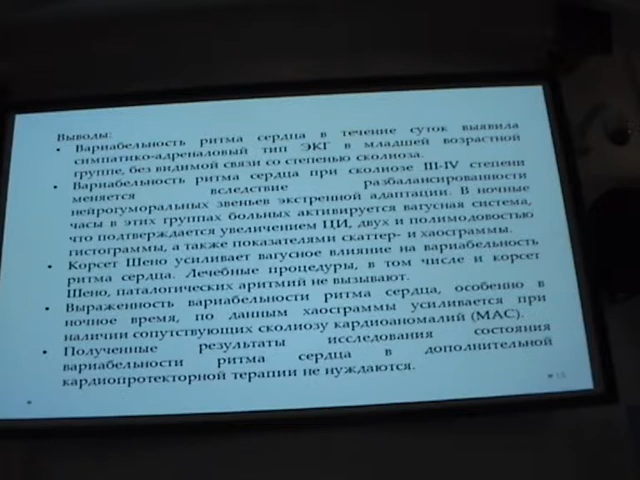 Выводы:
• Вариабельность ритма сердца в течение суток выявила
симпатико-адреналовый тип ЭКГ в младшей возрастной
группе, без видимой связи со степенью сколиоза.
• Вариабельность ритма сердца при сколиозе III-IV степени
меняется вследствие разбалансированности
нейрогуморальных звеньев экстренной адаптации. В ночные
часы в этих группах больных активируется вагусная система,
что подтверждается увеличением ЦИ, двух и полимодовостью
гистограммы, а также показателями скаттер- и хаосграммы.
• Корсет Шено усиливает вагусное влияние на вариабельность
ритма сердца. Лечебные процедуры, в том числе и корсет
Шено, паталогических аритмий не вызывают.
• Выраженность вариабельности ритма сердца, особенно в
ночное время, по данным хаосграммы усиливается при
наличии сопутствующих сколиозу кардиоаномалий (МАС).
• Полученные результаты исследования состояния
вариабельности ритма сердца в дополнительной
кардиопротекторной терапии не нуждаются.